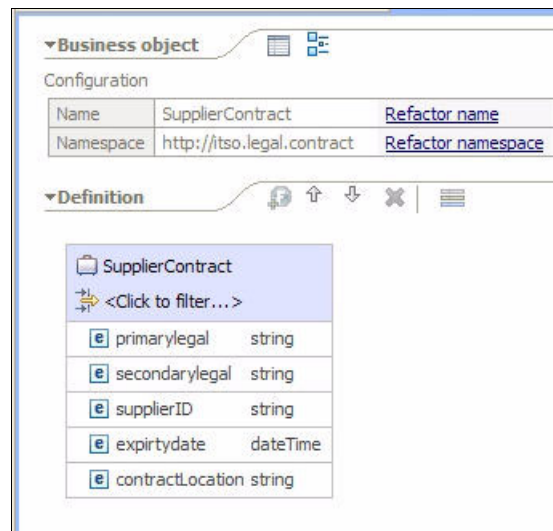 Business object
Configuration
Name SupplierContract Refactor name
Namespace http://itso.legal.contract Refactor namespace
Definition
SupplierContract
<Click to filter...>
e primarylegal string
e secondarylegal string
e supplierID string
e expirtydate dateTime
e contractLocation string